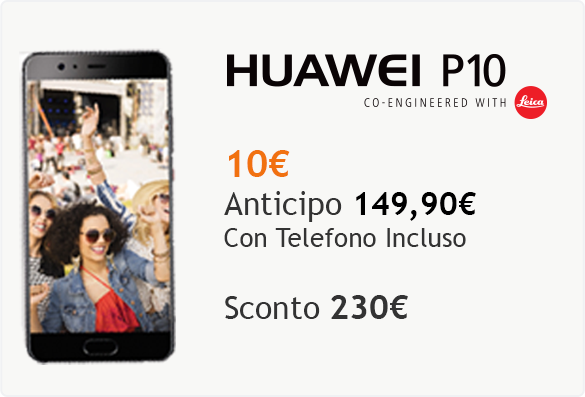 HUAWEI P10
CO-ENGINEERED WITH Leica
10€
Anticipo 149,90€
Con Telefono Incluso
Sconto 230€